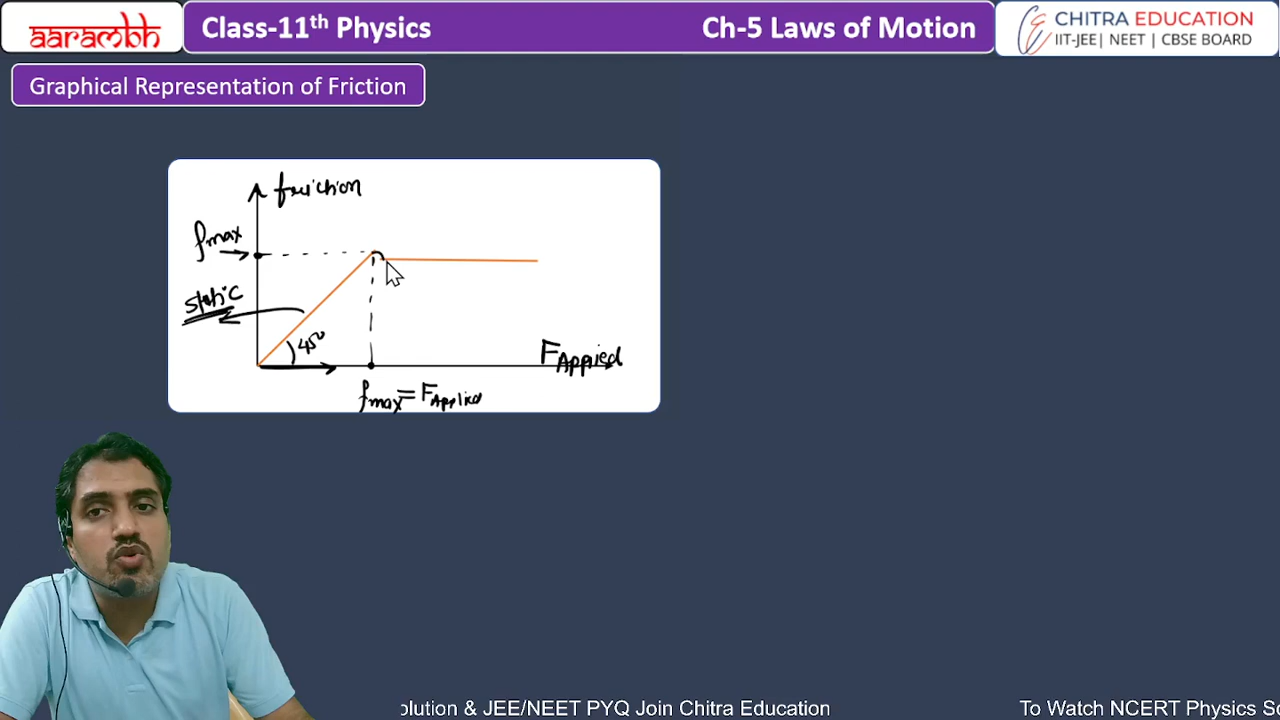 aarambh
Class-11th Physics
Ch-5 Laws of Motion
CHITRA EDUCATION
IIT-JEE| NEET | CBSE BOARD
Graphical Representation of Friction
friction
fmax
static
45°
FApplied
fmax = FApplied
olution & JEE/NEET PYQ Join Chitra Education
To Watch NCERT Physics So